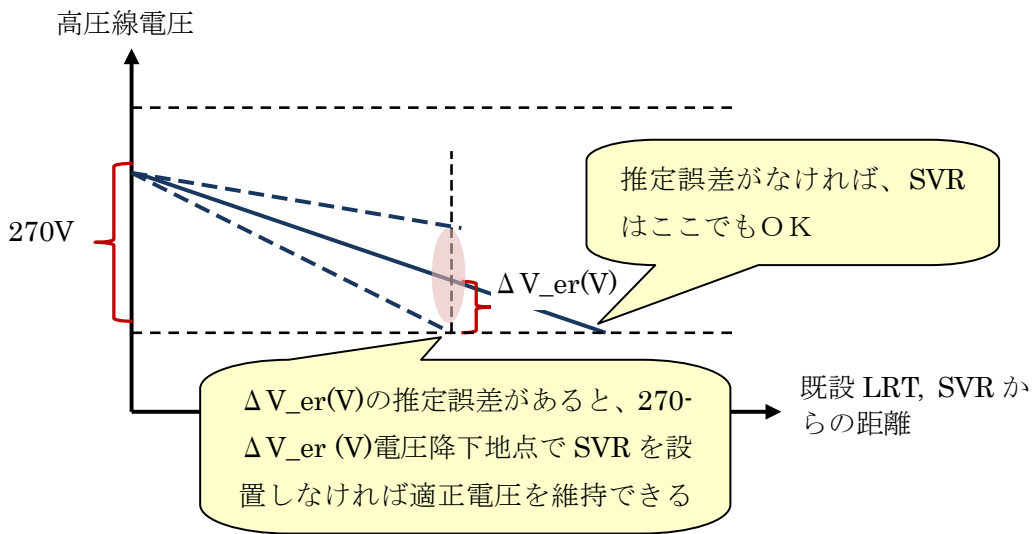 高圧線電圧
推定誤差がなければ、SVR
はここでもＯＫ
270V
ΔV_er(V)
ΔV_er(V)の推定誤差があると、270-
ΔV_er (V)電圧降下地点で SVR を設
置しなければ適正電圧を維持できる
既設 LRT, SVR か
らの距離